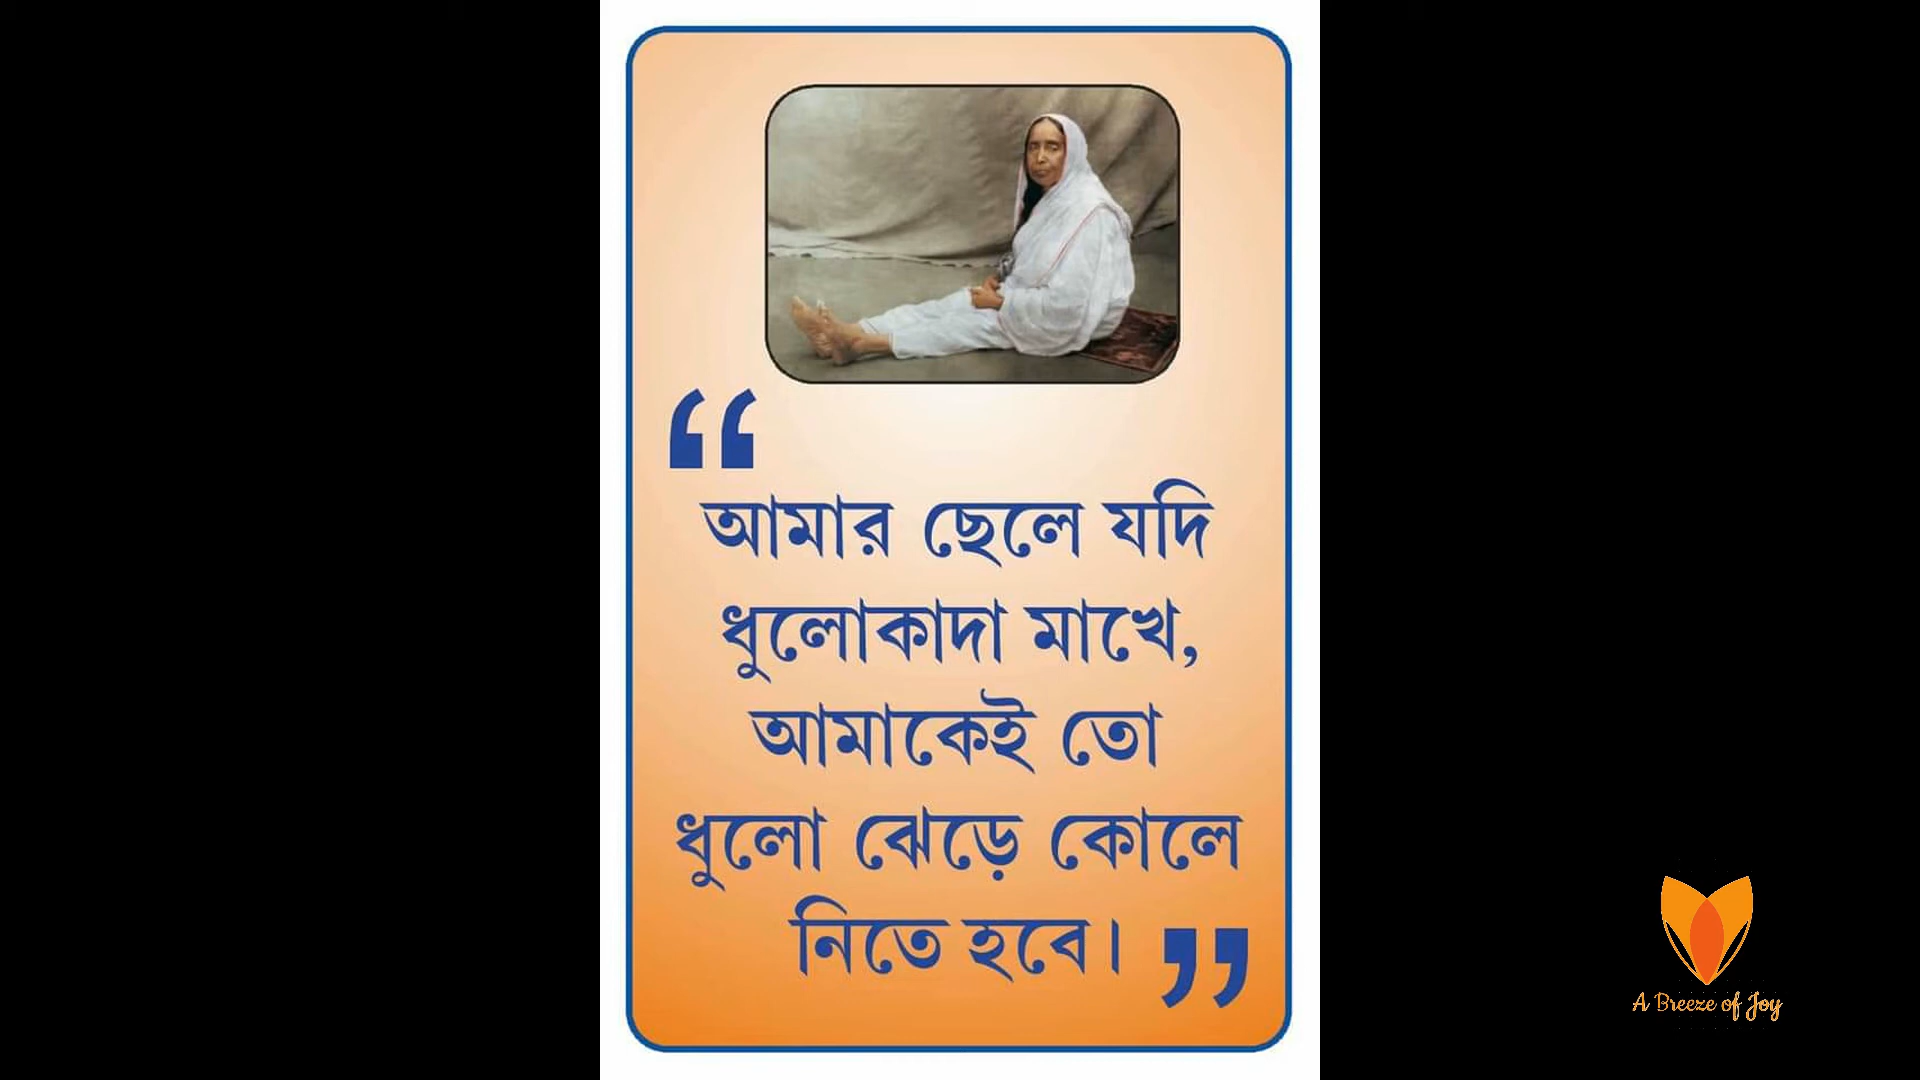 “
আমার ছেলে যদি
ধুলোকাদা মাখে,
আমাকেই তো
ধুলো ঝেড়ে কোলে
নিতে হবে। ”
A Breeze of Joy